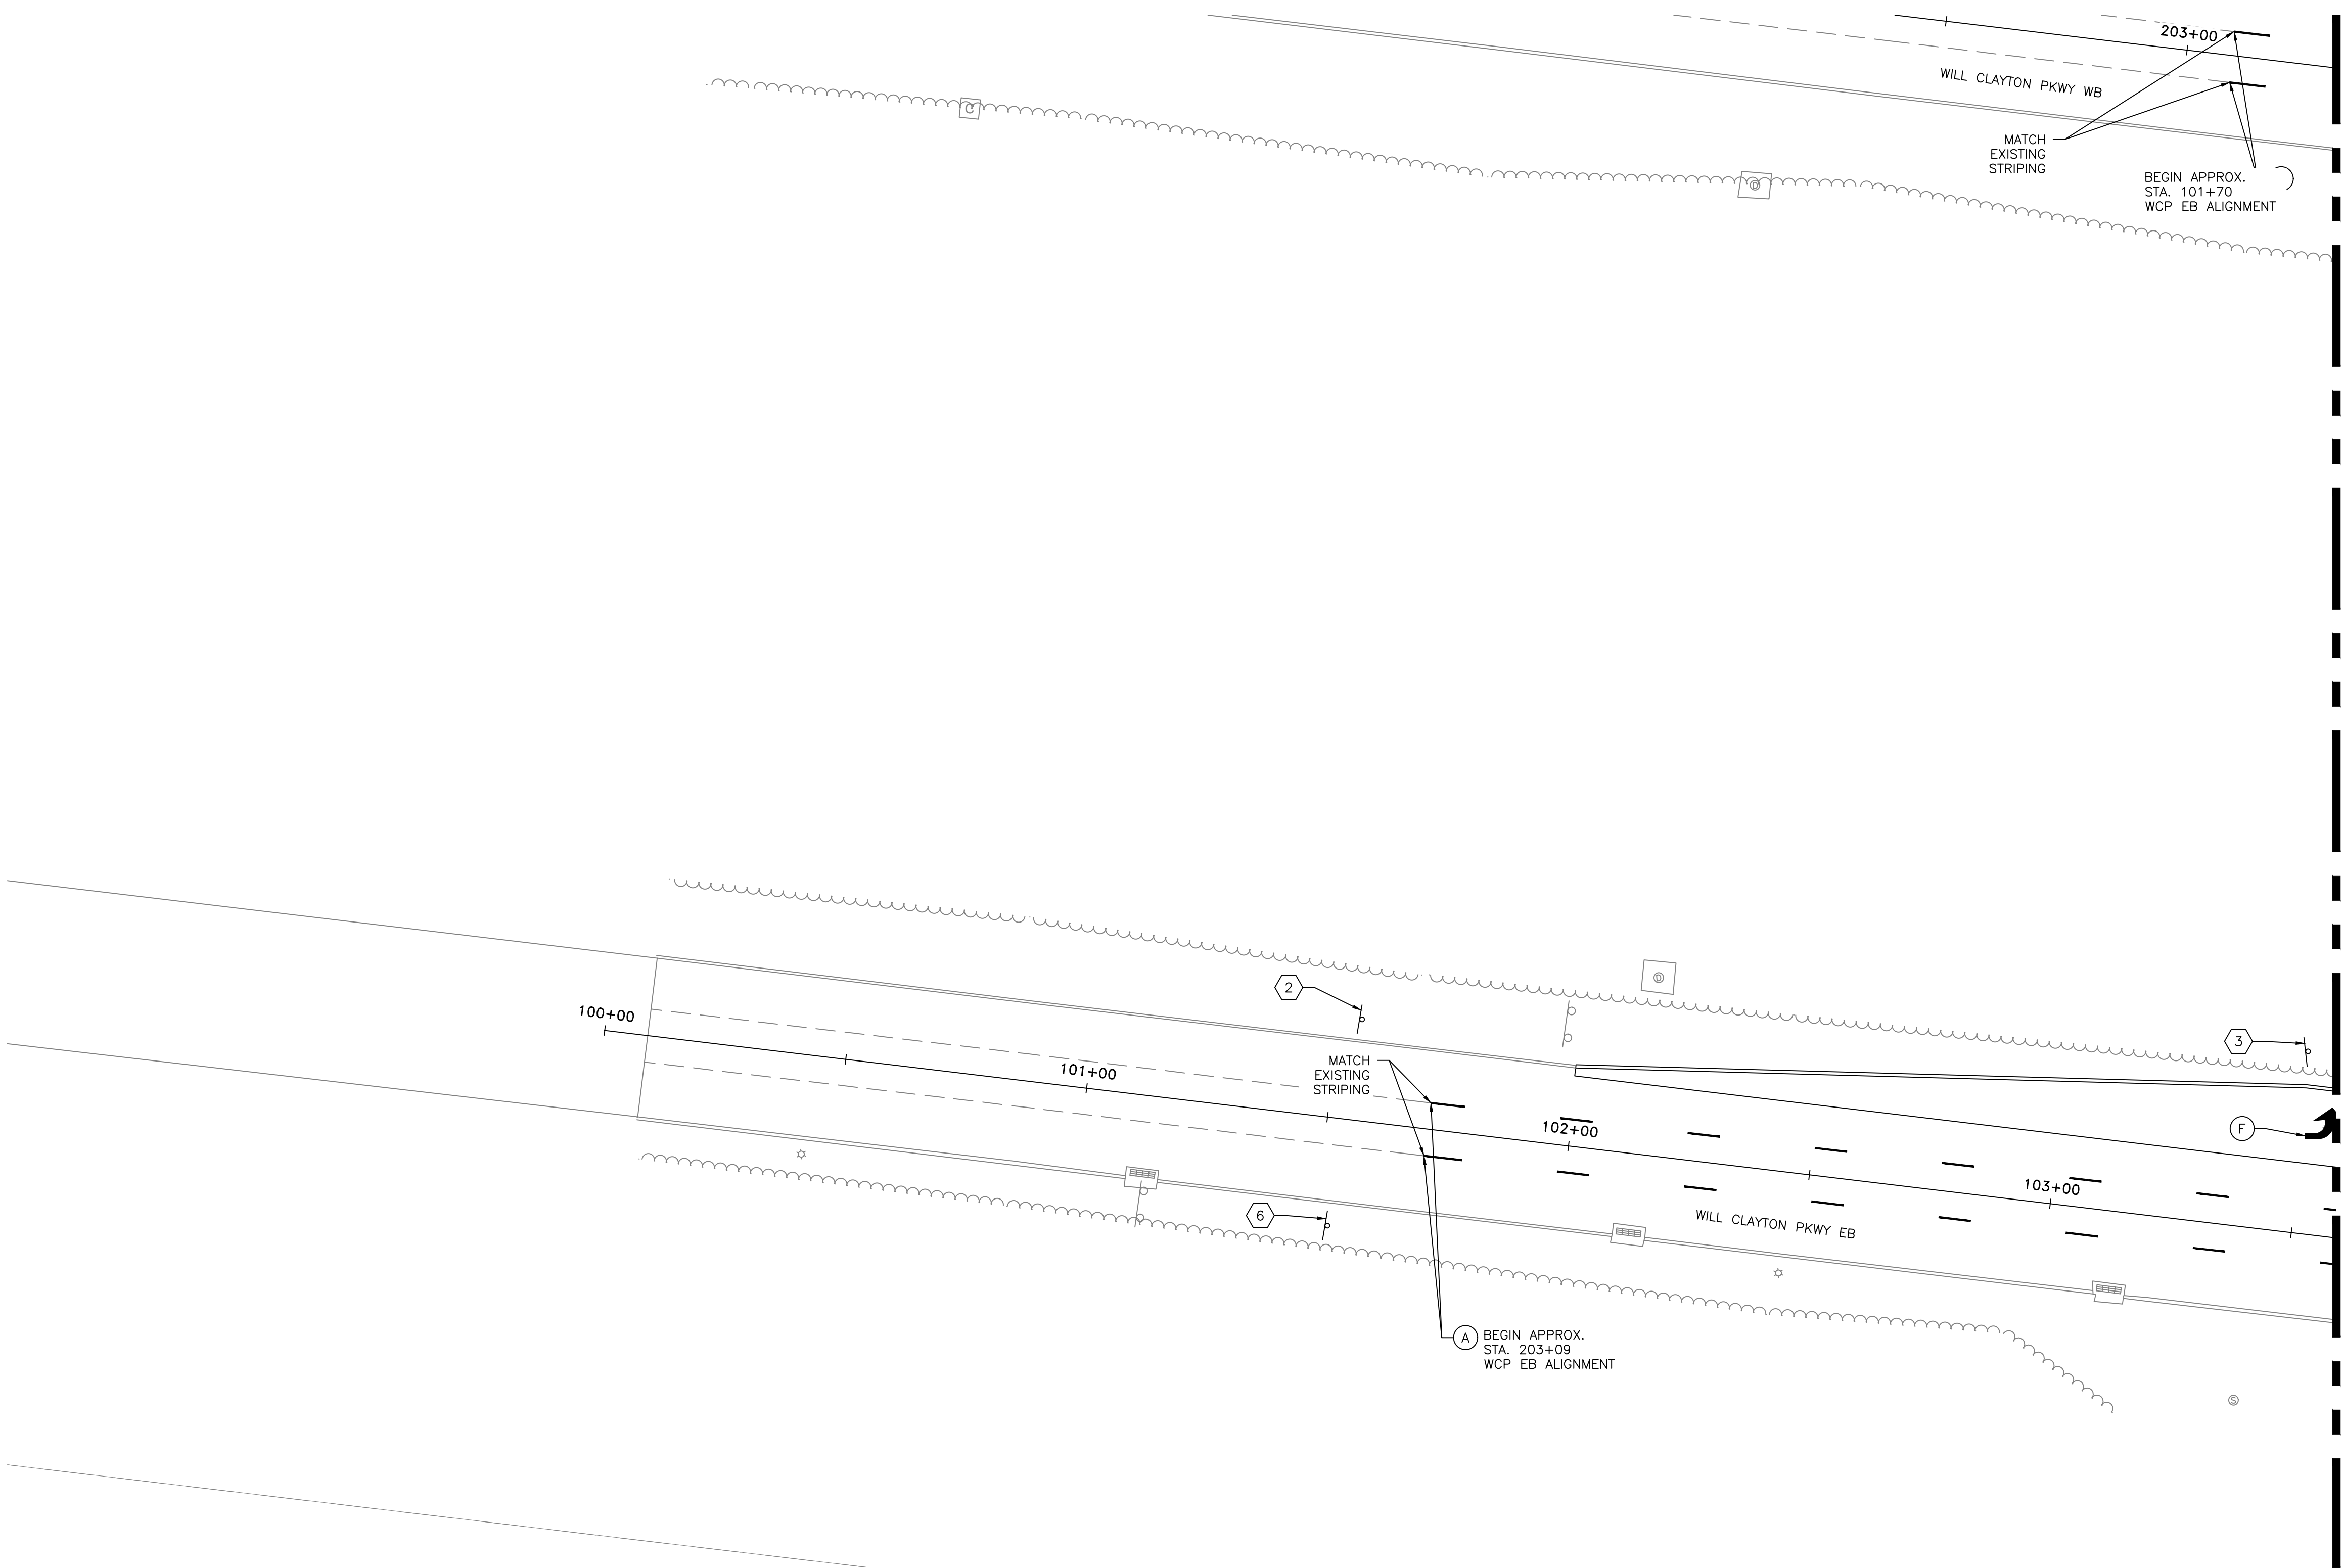 203+00
WILL CLAYTON PKWY WB
C
MATCH
EXISTING
STRIPING
D
BEGIN APPROX.
STA. 101+70
WCP EB ALIGNMENT
D
2
100+00
3
MATCH
EXISTING
STRIPING
101+00
102+00
F
103+00
6
WILL CLAYTON PKWY EB
A
BEGIN APPROX.
STA. 203+09
WCP EB ALIGNMENT
S